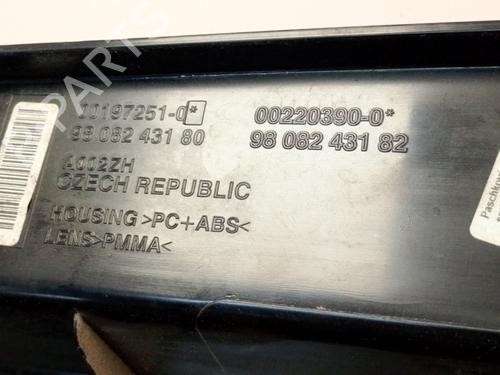 00197251-0*
98 082 431 80
00220390-0*
98 082 431 82
A002ZH
CZECH REPUBLIC
HOUSING >PC+ABS<
LENS>PMMA<
B-PARTS